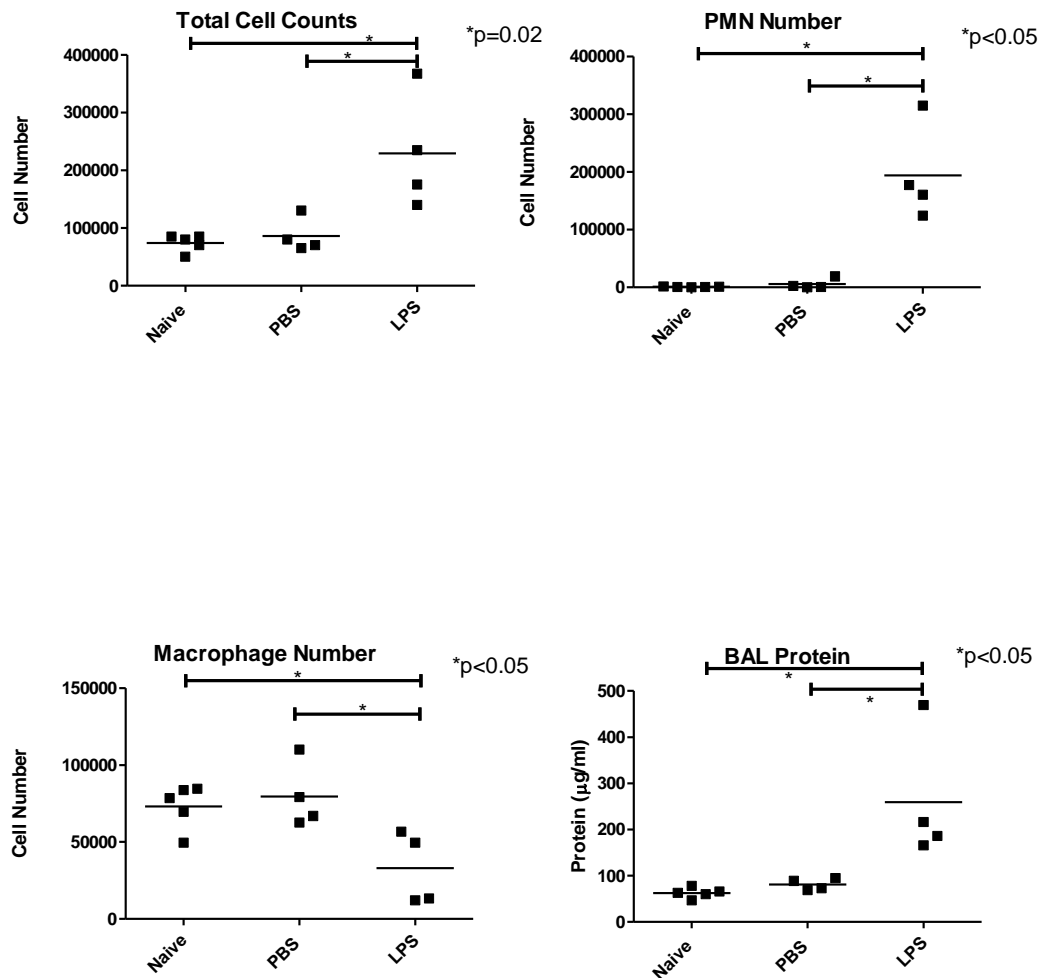 Total Cell Counts
*p=0.02
*
*
400000
300000
200000
100000
0
Cell Number
Naive
PBS
LPS
PMN Number
*p<0.05
*
*
400000
300000
200000
100000
0
Cell Number
Naive
PBS
LPS
Macrophage Number
*p<0.05
*
*
150000
100000
50000
0
Cell Number
Naive
PBS
LPS
BAL Protein
*p<0.05
*
*
500
400
300
200
100
0
Protein (μg/ml)
Naive
PBS
LPS